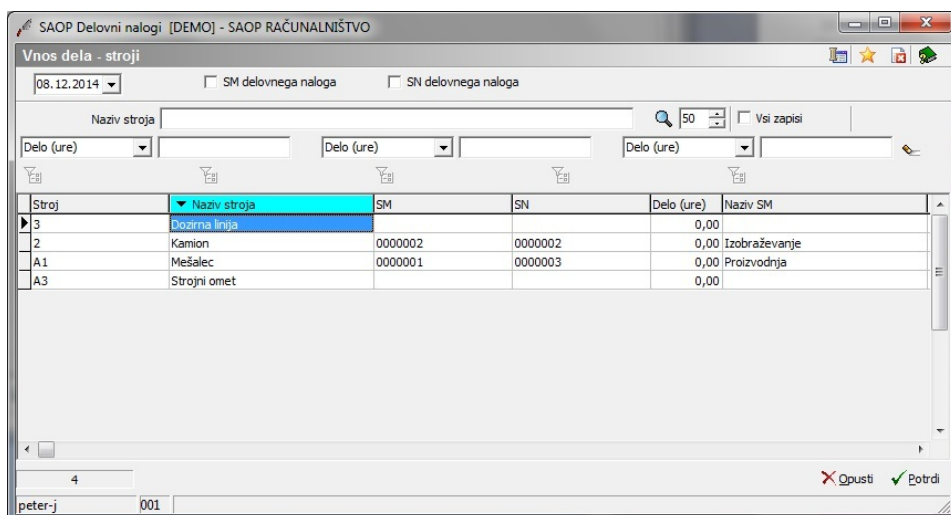 SAOP Delovni nalogi [DEMO] - SAOP RAČUNALNIŠTVO
Vnos dela - stroji
08.12.2014 SM delovnega naloga SN delovnega naloga
Naziv stroja 50 Vsi zapisi
Delo (ure) Delo (ure) Delo (ure)
Stroj Naziv stroja SM SN Delo (ure) Naziv SM
3 Dozirna linija 0,00
2 Kamion 0000002 0000002 0,00 Izobraževanje
A1 Mešalec 0000001 0000003 0,00 Proizvodnja
A3 Strojni omet 0,00
4 Opusti Potrdi
peter-j 001